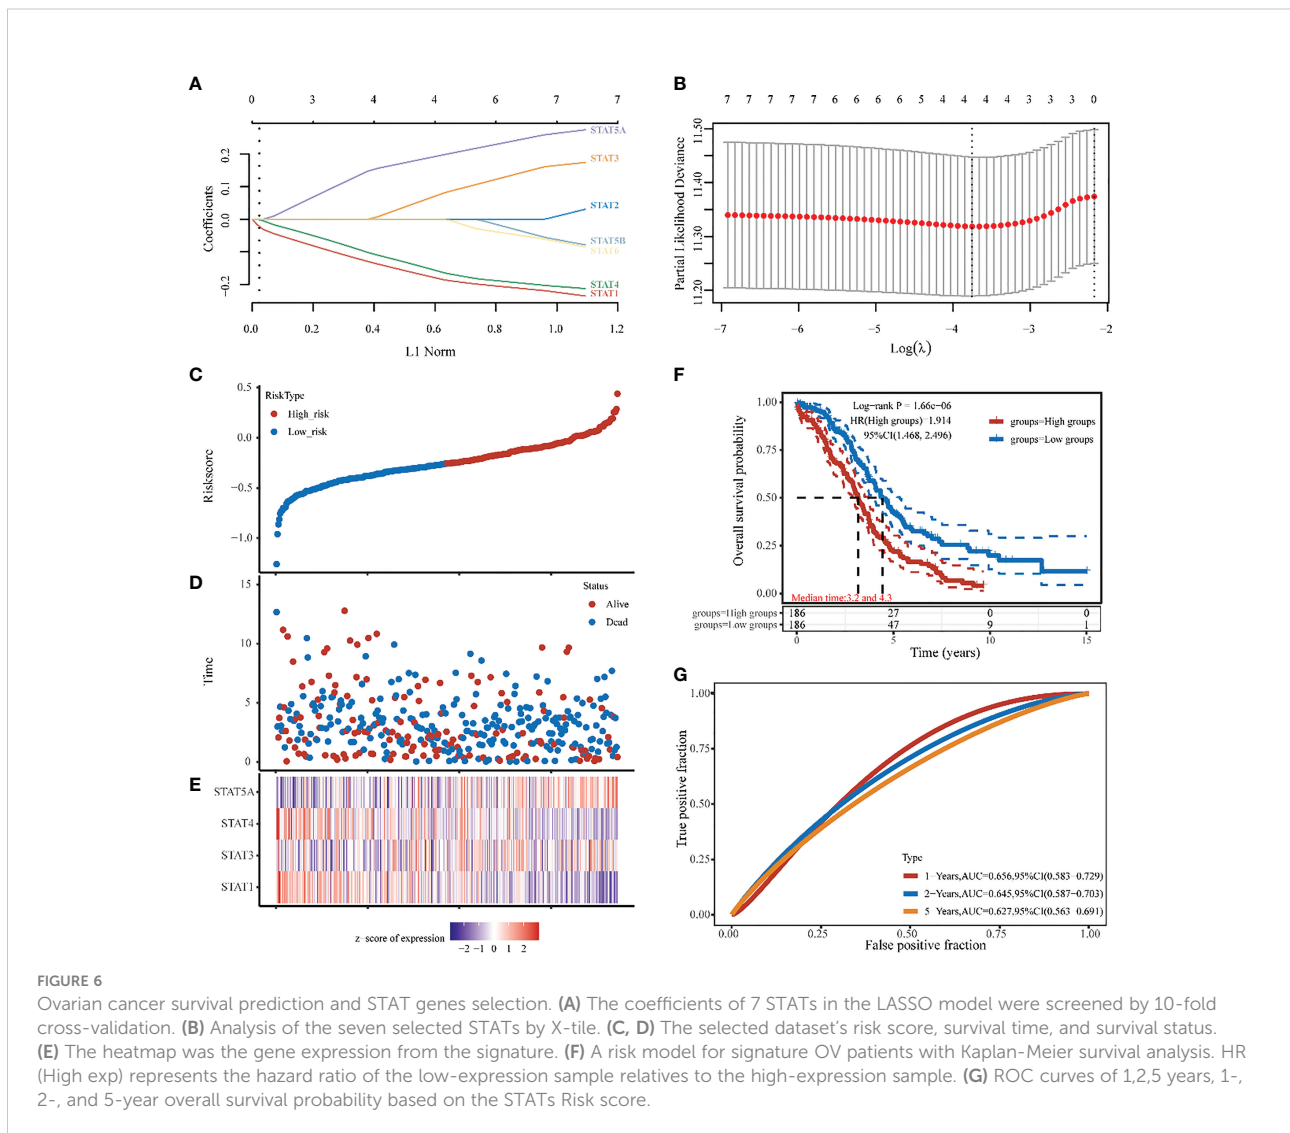 A
0 3 4 4 6 7 7
STAT5A
STAT3
STAT2
STAT5B
STAT6
STAT4
STAT1
0.2
0.1
0.0
−0.2
Coefficients
0.0 0.2 0.4 0.6 0.8 1.0 1.2
L1 Norm
B
7 7 7 7 7 6 6 6 6 5 4 4 4 3 3 3 0
11.50
11.40
11.30
11.20
Partial Likelihood Deviance
−7 −6 −5 −4 −3 −2
Log(λ)
C
0.5
0.0
−0.5
−1.0
Riskscore
RiskType
High_risk
Low_risk
D
15
10
5
0
Time
Status
Alive
Dead
E
STAT5A
STAT4
STAT3
STAT1
z−score of expression
−2 −1 0 1 2
F
1.00
0.75
0.50
0.25
0.00
Overall survival probability
Log−rank P = 1.66e−06
HR(High groups)=1.914
95%CI(1.468, 2.496)
groups=High groups
groups=Low groups
Median time:3.2 and 4.3
groups=High groups 186 27 0 0
groups=Low groups 186 47 9 1
0 5 10 15
Time (years)
G
1.00
0.75
0.50
0.25
0.00
True positive fraction
Type
1−Years,AUC=0.656,95%CI(0.583−0.729)
2−Years,AUC=0.645,95%CI(0.587−0.703)
5−Years,AUC=0.627,95%CI(0.563−0.691)
0.00 0.25 0.50 0.75 1.00
False positive fraction
FIGURE 6
Ovarian cancer survival prediction and STAT genes selection. (A) The coefficients of 7 STATs in the LASSO model were screened by 10-fold
cross-validation. (B) Analysis of the seven selected STATs by X-tile. (C, D) The selected dataset's risk score, survival time, and survival status.
(E) The heatmap was the gene expression from the signature. (F) A risk model for signature OV patients with Kaplan-Meier survival analysis. HR
(High exp) represents the hazard ratio of the low-expression sample relatives to the high-expression sample. (G) ROC curves of 1,2,5 years, 1-,
2-, and 5-year overall survival probability based on the STATs Risk score.